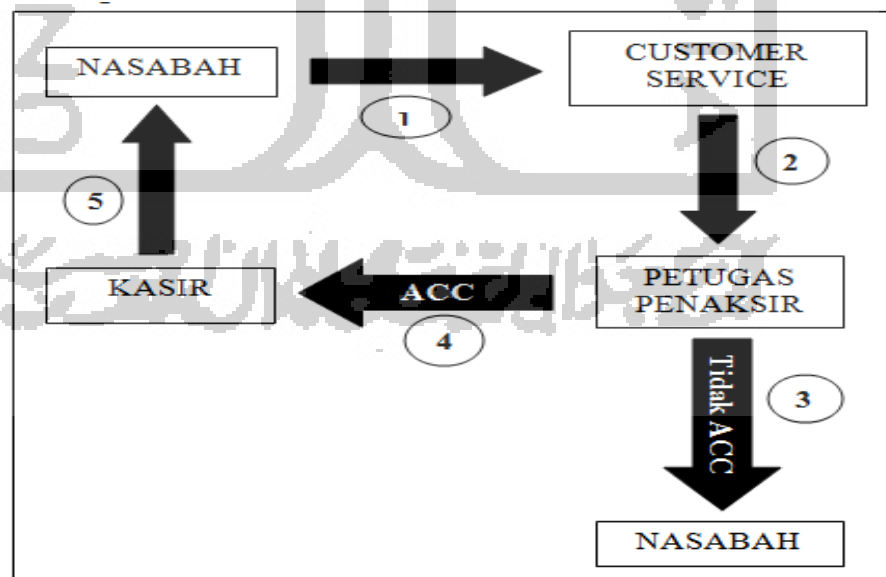 NASABAH
CUSTOMER
SERVICE
1
2
5
KASIR
ACC
PETUGAS
PENAKSIR
4
Tidak ACC
3
NASABAH